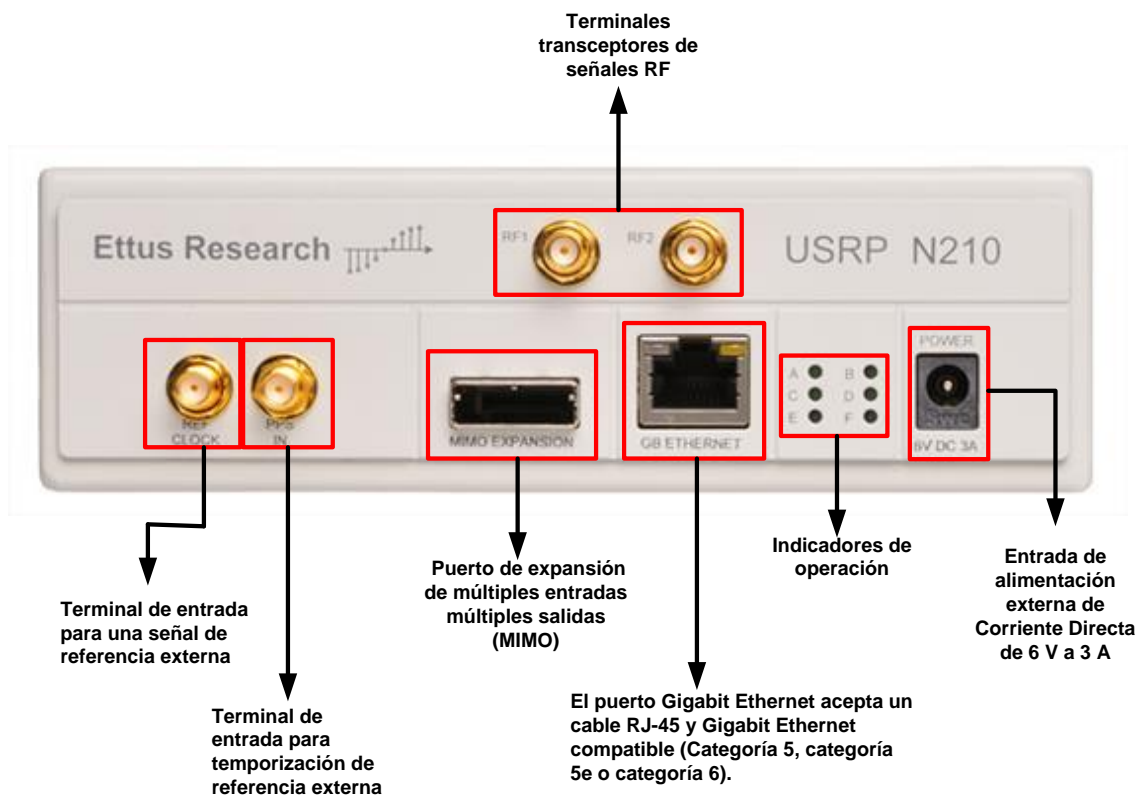 Terminales
transceptores de
señales RF
Ettus Research
RF1
RF2
USRP N210
REF
CLOCK
PPS
IN
MIMO EXPANSION
GB ETHERNET
A
B
C
D
E
F
POWER
6V DC 3A
Terminal de entrada
para una señal de
referencia externa
Terminal de
entrada para
temporización de
referencia externa
Puerto de expansión
de múltiples entradas
múltiples salidas
(MIMO)
El puerto Gigabit Ethernet acepta un
cable RJ-45 y Gigabit Ethernet
compatible (Categoría 5, categoría
5e o categoría 6).
Indicadores de
operación
Entrada de
alimentación
externa de
Corriente Directa
de 6 V a 3 A